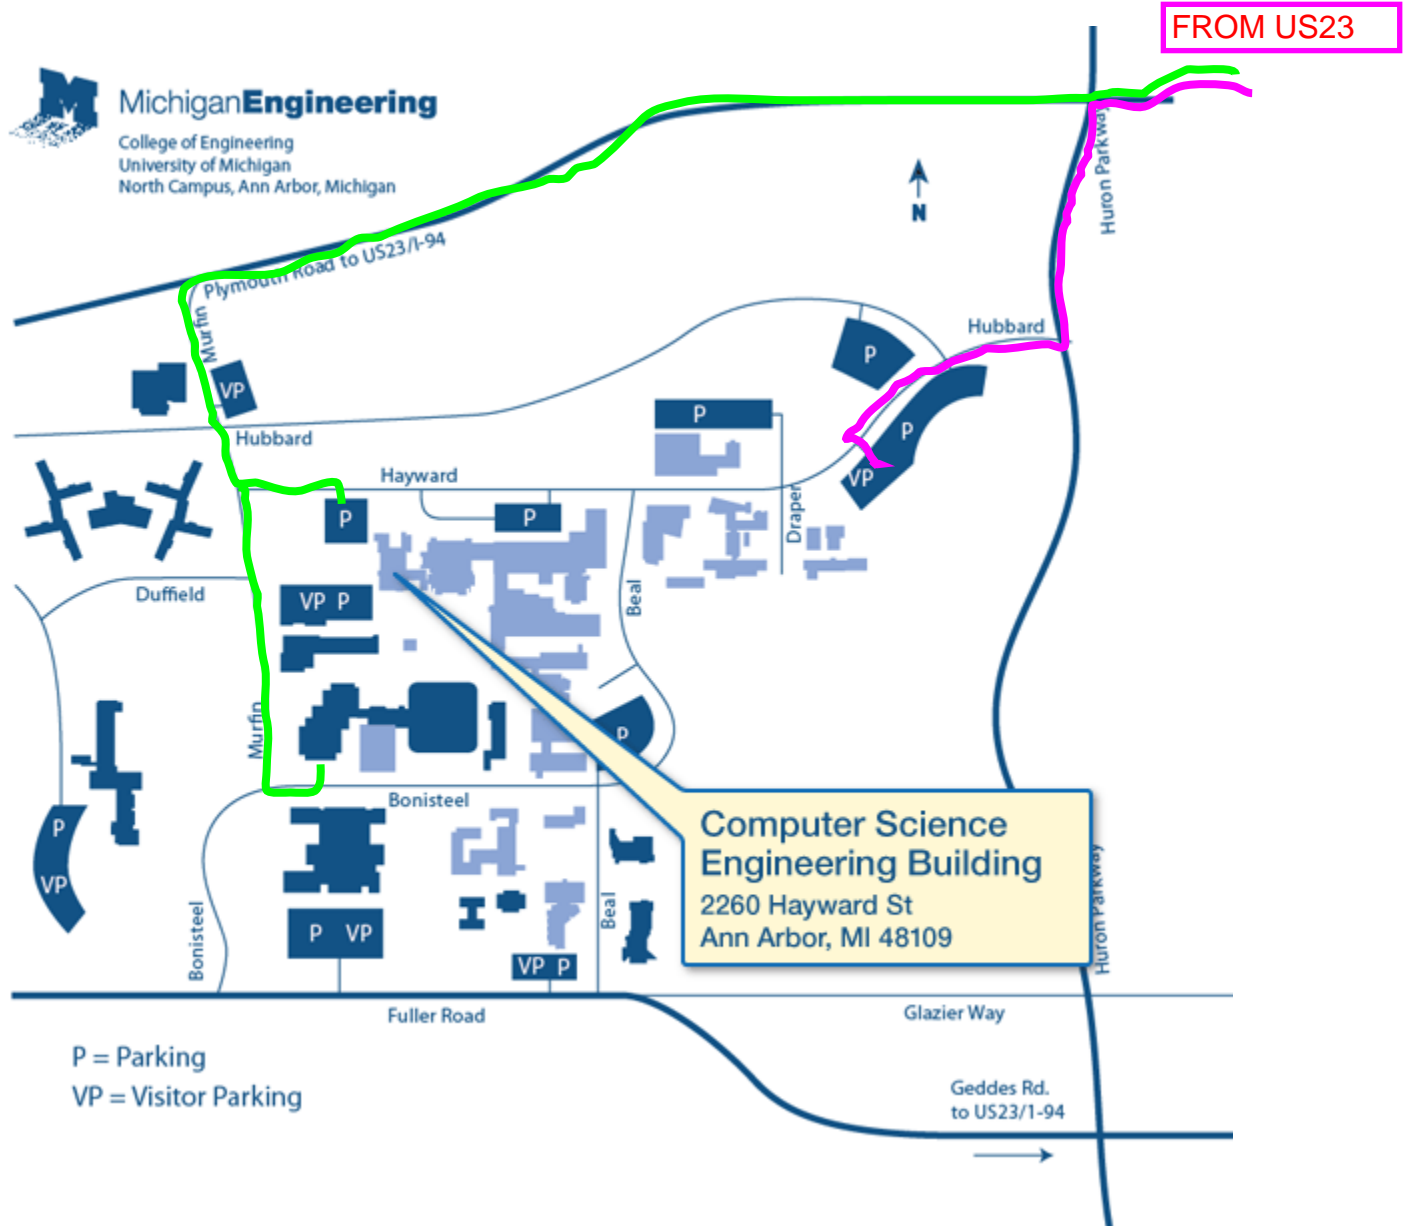 FROM US23
M
MichiganEngineering
College of Engineering
University of Michigan
North Campus, Ann Arbor, Michigan
Huron Parkway
N
Plymouth Road to US23/I-94
Murfin
Hubbard
P
VP
P
P
Hubbard
Hayward
VP
P
P
Draper
Duffield
VP P
Beal
Murfin
P
Bonisteel
Computer Science
Engineering Building
2260 Hayward St
Ann Arbor, MI 48109
P
VP
Bonisteel
P VP
Beal
VP P
Huron Parkway
Fuller Road
Glazier Way
P = Parking
VP = Visitor Parking
Geddes Rd.
to US23/1-94